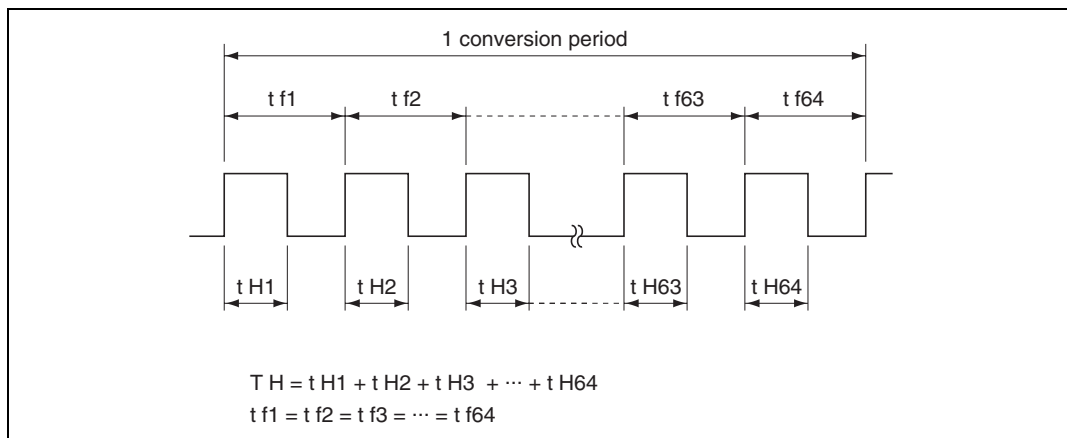 1 conversion period
t f1 t f2 t f63 t f64
t H1 t H2 t H3 t H63 t H64
T H = t H1 + t H2 + t H3 + ··· + t H64
t f1 = t f2 = t f3 = ··· = t f64